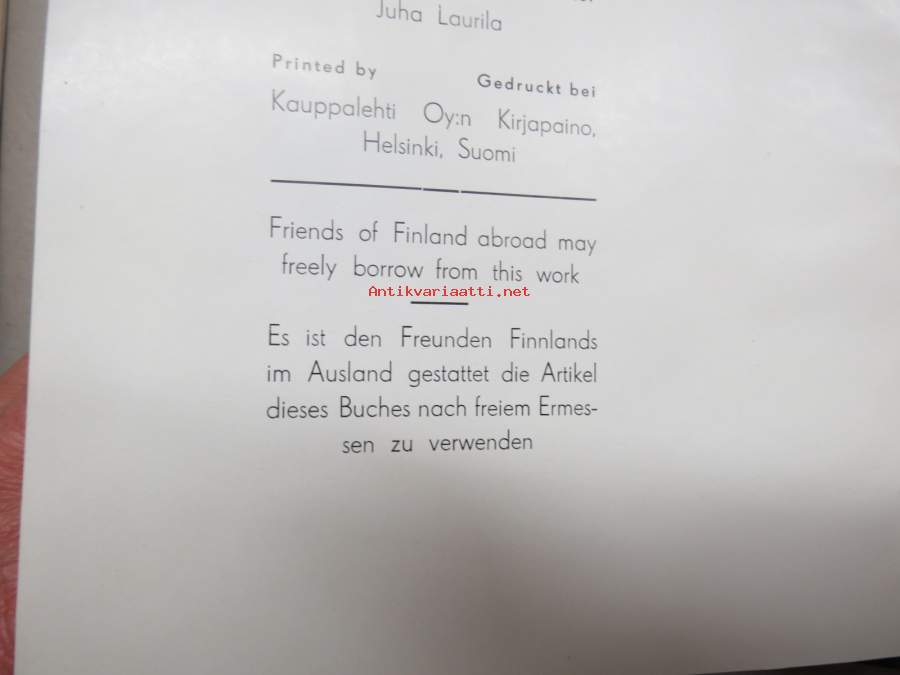 Juha Laurila
Printed by Gedruckt bei
Kauppalehti Oy:n Kirjapaino,
Helsinki, Suomi
Friends of Finland abroad may
freely borrow from this work
Antikvariaatti.net
Es ist den Freunden Finnlands
im Ausland gestattet die Artikel
dieses Buches nach freiem Ermes-
sen zu verwenden